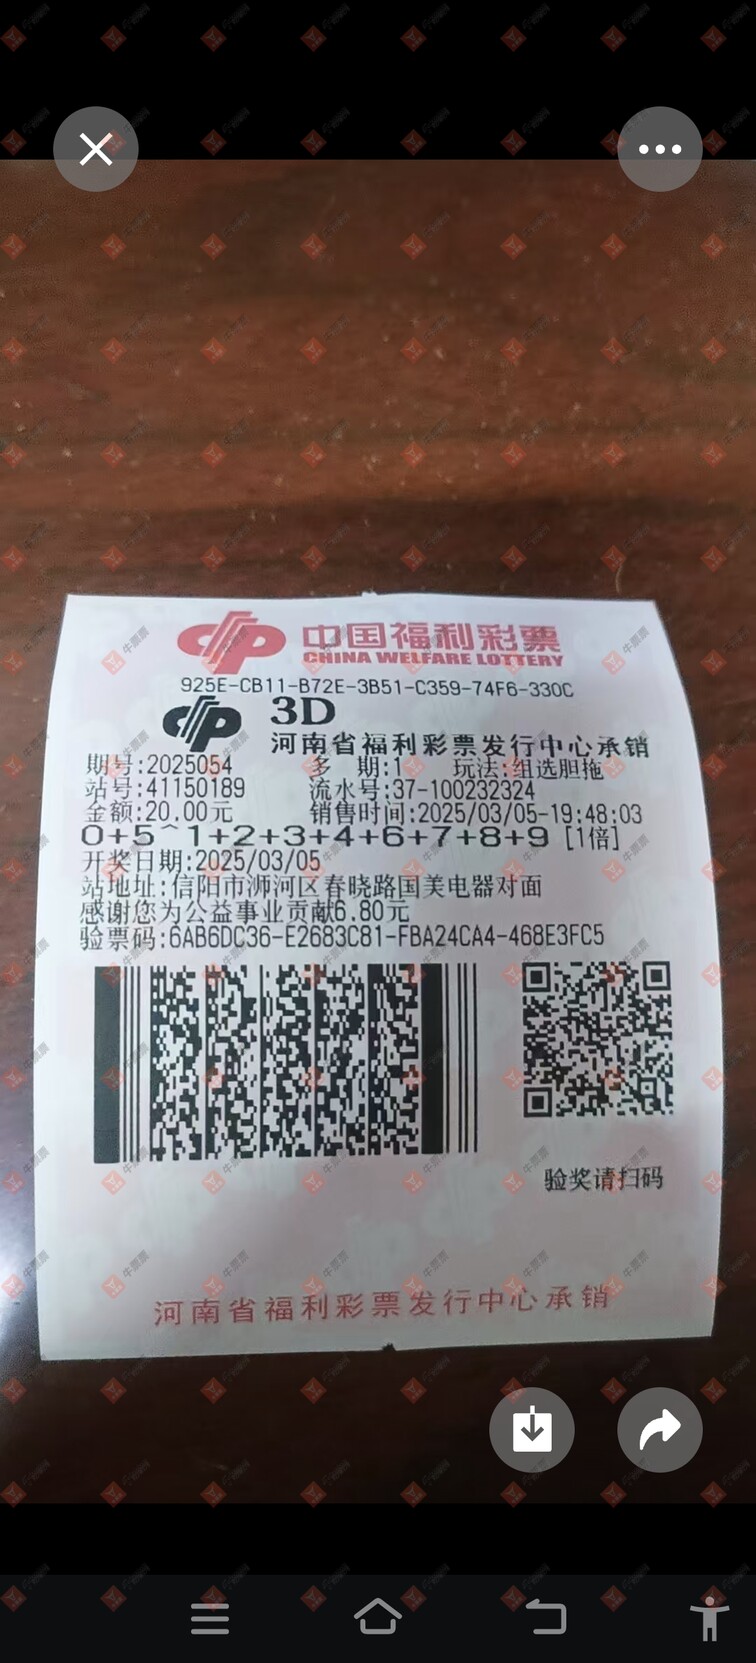 中国福利彩票
CHINA WELFARE LOTTERY
925E-CB11-B72E-3B51-C359-74F6-330C
3D
河南省福利彩票发行中心承销
期号:2025054 多 期:1 玩法:组选胆拖
站号:41150189 流水号:37-100232324
金额:20.00元 销售时间:2025/03/05-19:48:03
0+5^1+2+3+4+6+7+8+9 [1倍]
开奖日期:2025/03/05
站地址:信阳市浉河区春晓路国美电器对面
感谢您为公益事业贡献6.80元
验票码:6AB6DC36-E2683C81-FBA24CA4-468E3FC5
验奖请扫码
河南省福利彩票发行中心承销